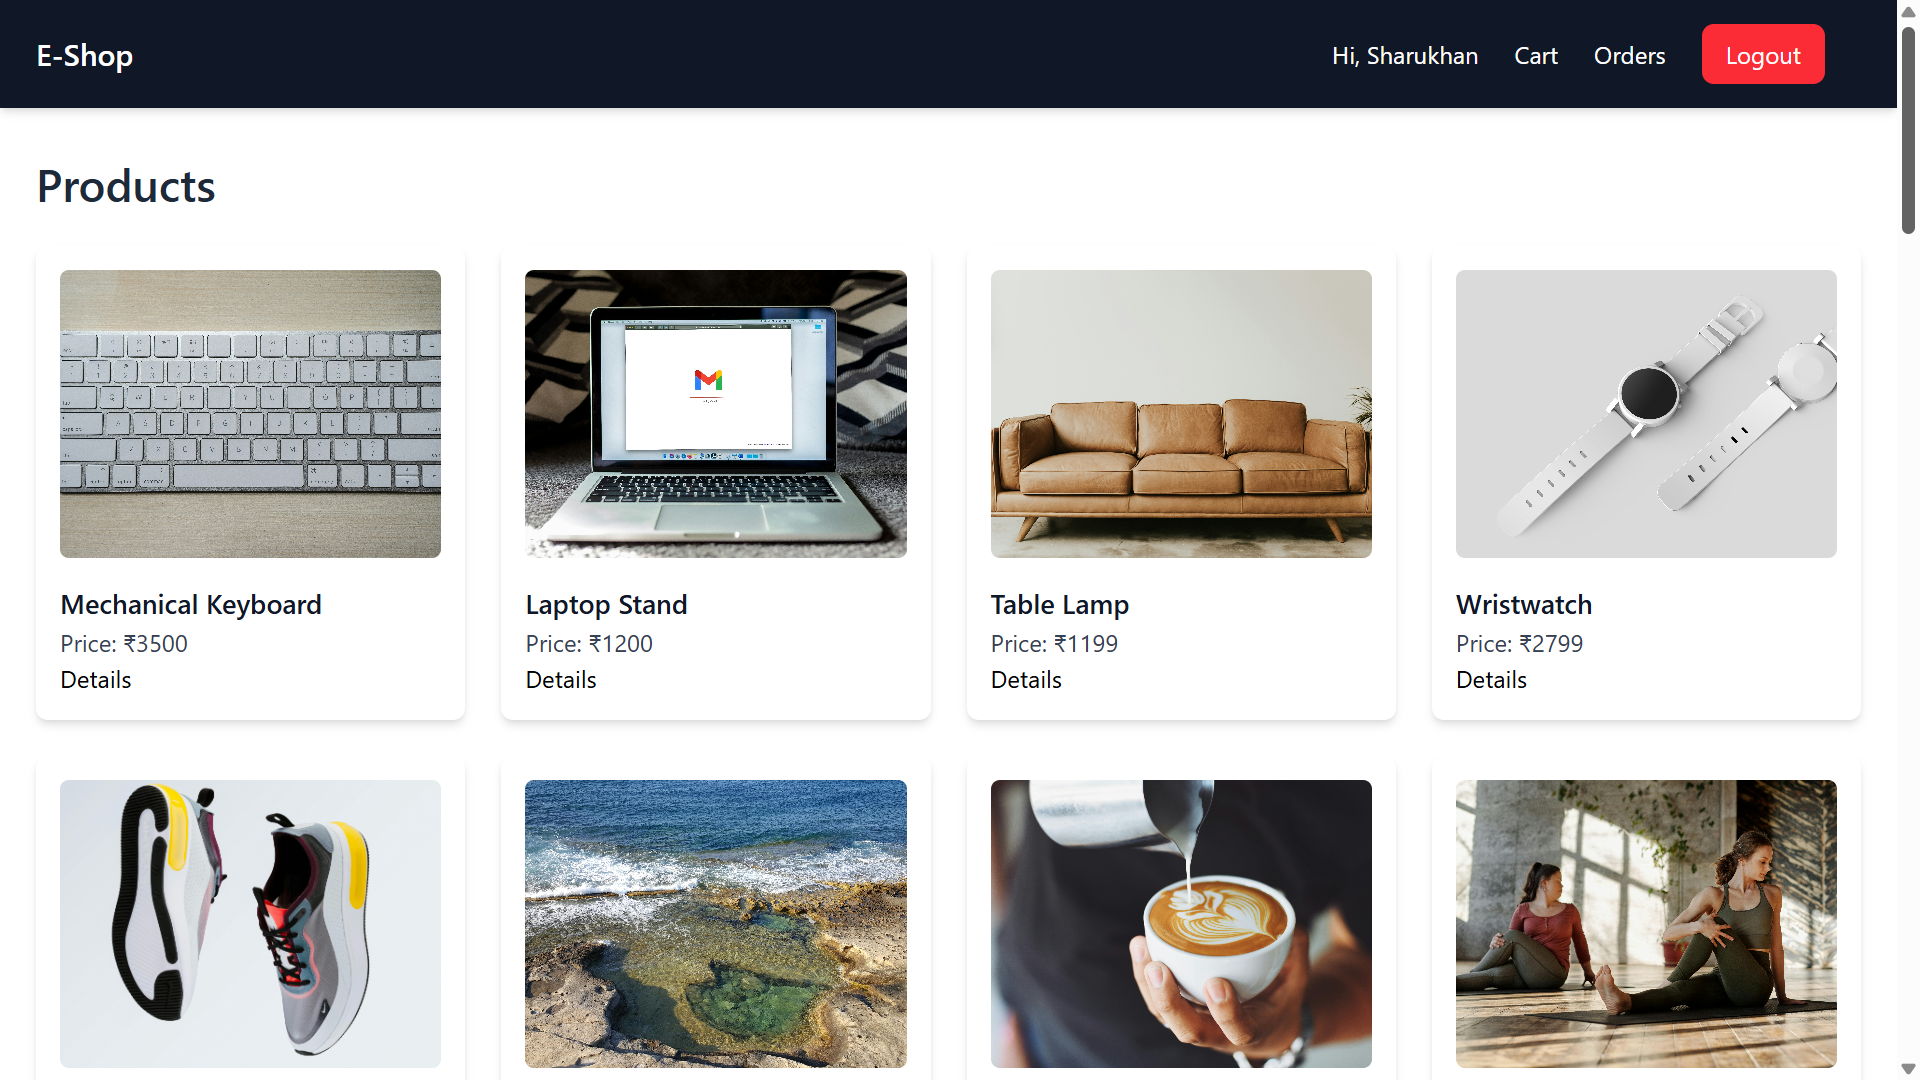 E-Shop
Hi, Sharukhan
Cart
Orders
Logout
Products
Mechanical Keyboard
Price: ₹3500
Details
Laptop Stand
Price: ₹1200
Details
Table Lamp
Price: ₹1199
Details
Wristwatch
Price: ₹2799
Details